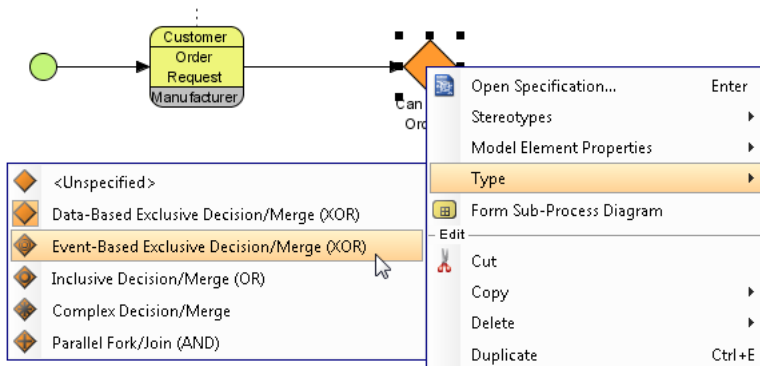 Customer
Order
Request
Manufacturer
Can
Open Specification... Enter
Stereotypes
Model Element Properties
Type
Form Sub-Process Diagram
Edit
Cut
Copy
Delete
Duplicate Ctrl+E
<Unspecified>
Data-Based Exclusive Decision/Merge (XOR)
Event-Based Exclusive Decision/Merge (XOR)
Inclusive Decision/Merge (OR)
Complex Decision/Merge
Parallel Fork/Join (AND)